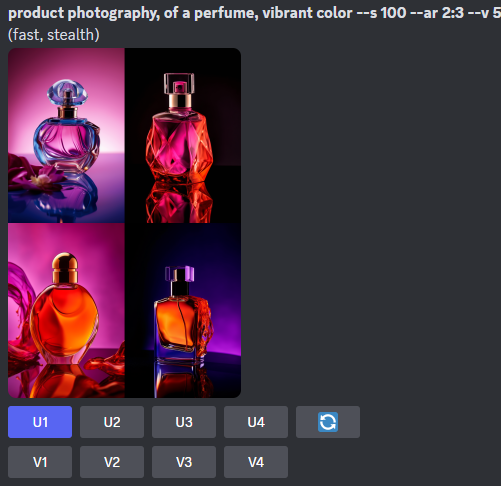 product photography, of a perfume, vibrant color --s 100 --ar 2:3 --v 5
(fast, stealth)
U1 U2 U3 U4
V1 V2 V3 V4